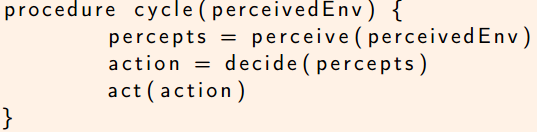 procedure cycle(perceivedEnv) {
percepts = perceive(perceivedEnv)
action = decide(percepts)
act(action)
}